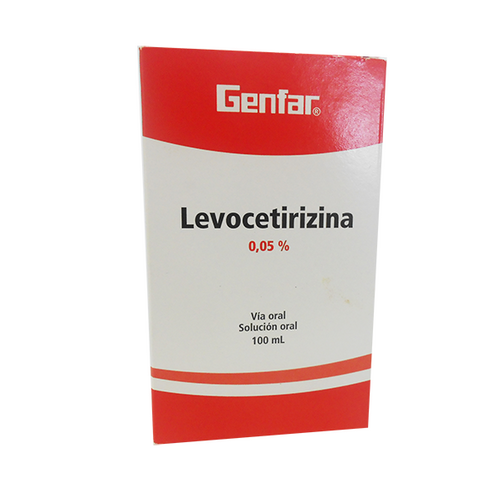 Genfar®
Levocetirizina
0,05 %
Vía oral
Solución oral
100 mL